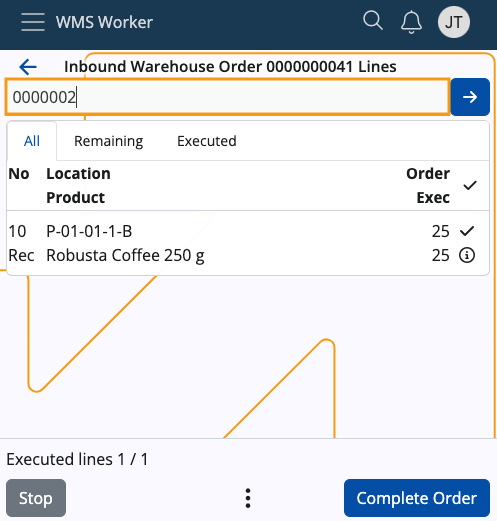 WMS Worker
JT
Inbound Warehouse Order 0000000041 Lines
0000002
All Remaining Executed
No Location Order
Product Exec
10 P-01-01-1-B 25
Rec Robusta Coffee 250 g 25
Executed lines 1 / 1
Stop Complete Order